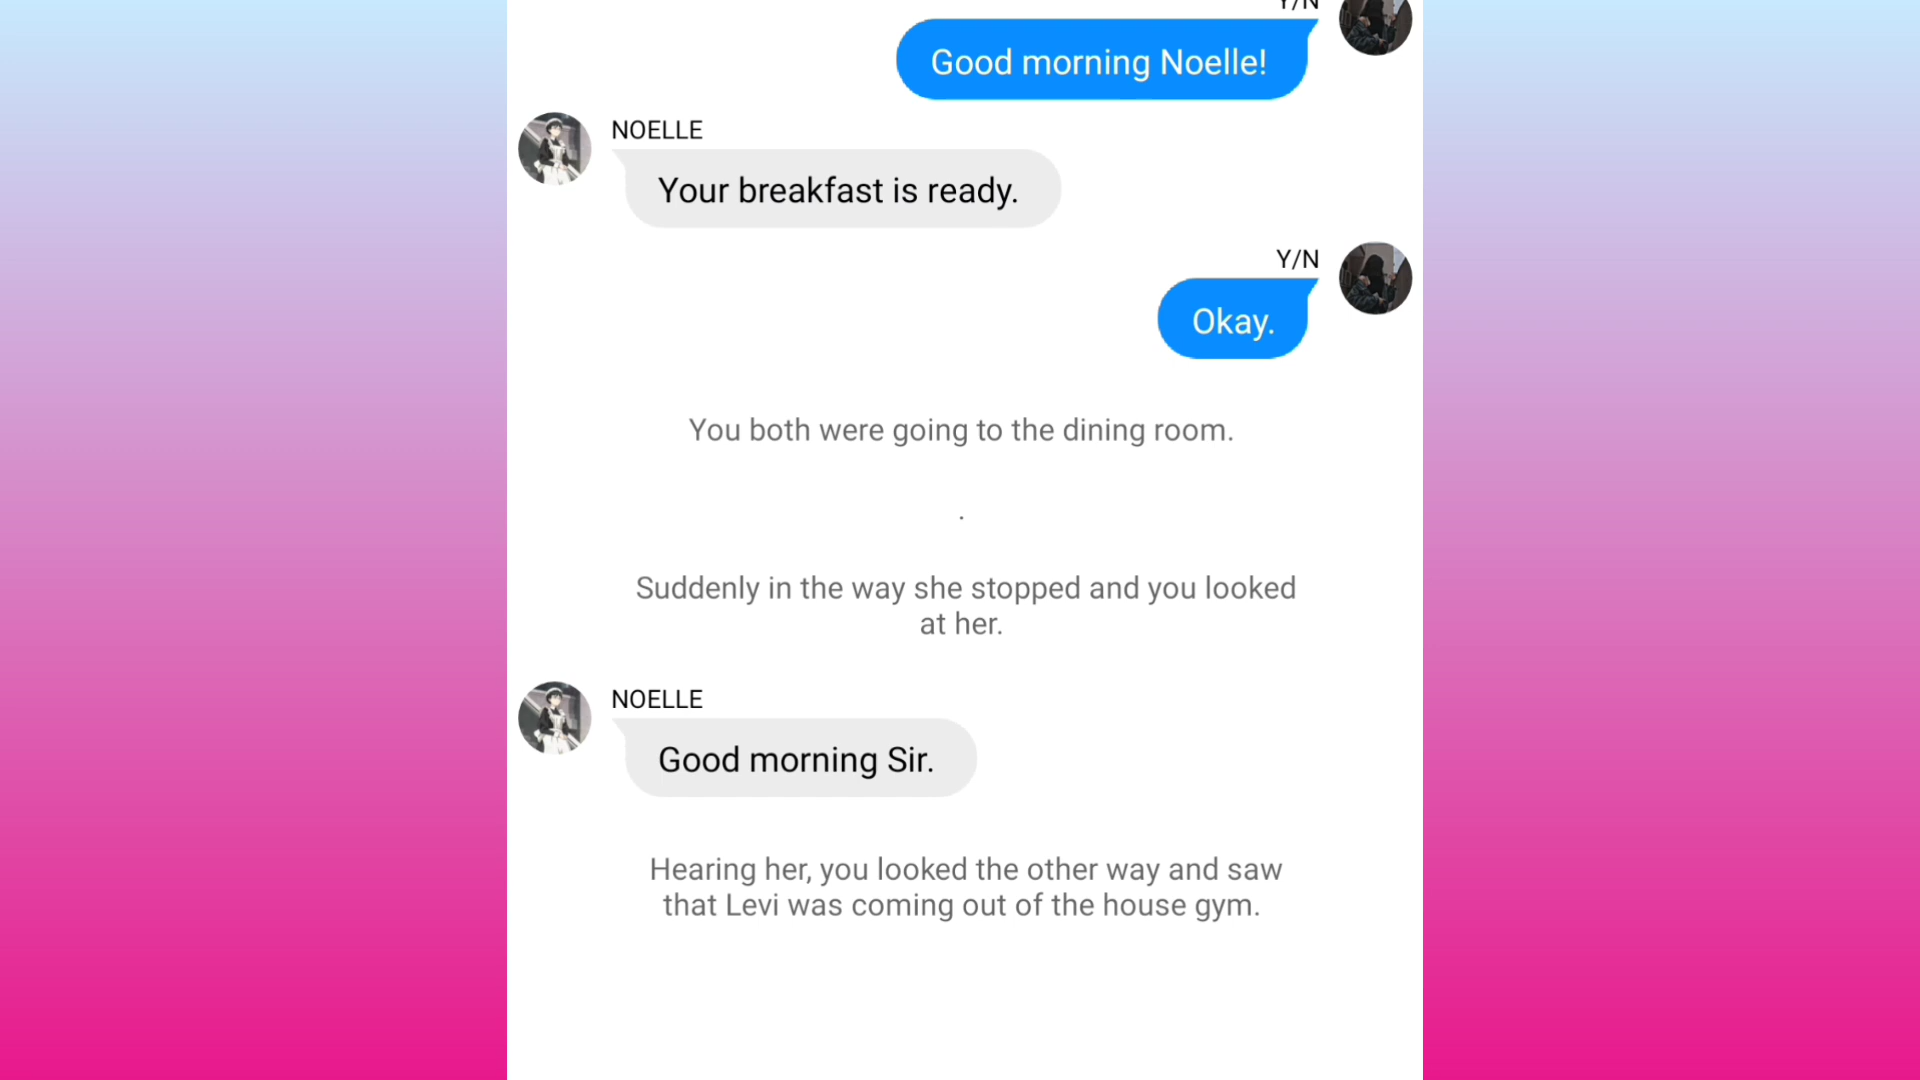 Y/N
Good morning Noelle!
NOELLE
Your breakfast is ready.
Y/N
Okay.
You both were going to the dining room.
.
Suddenly in the way she stopped and you looked
at her.
NOELLE
Good morning Sir.
Hearing her, you looked the other way and saw
that Levi was coming out of the house gym.